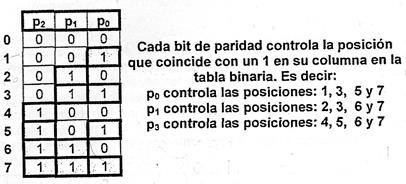 p2 p1 p0
0 0 0 0
1 0 0 1
2 0 1 0
3 0 1 1
4 1 0 0
5 1 0 1
6 1 1 0
7 1 1 1
Cada bit de paridad controla la posición
que coincide con un 1 en su columna en la
tabla binaria. Es decir:
p0 controla las posiciones: 1, 3, 5 y 7
p1 controla las posiciones: 2, 3, 6 y 7
p3 controla las posiciones: 4, 5, 6 y 7